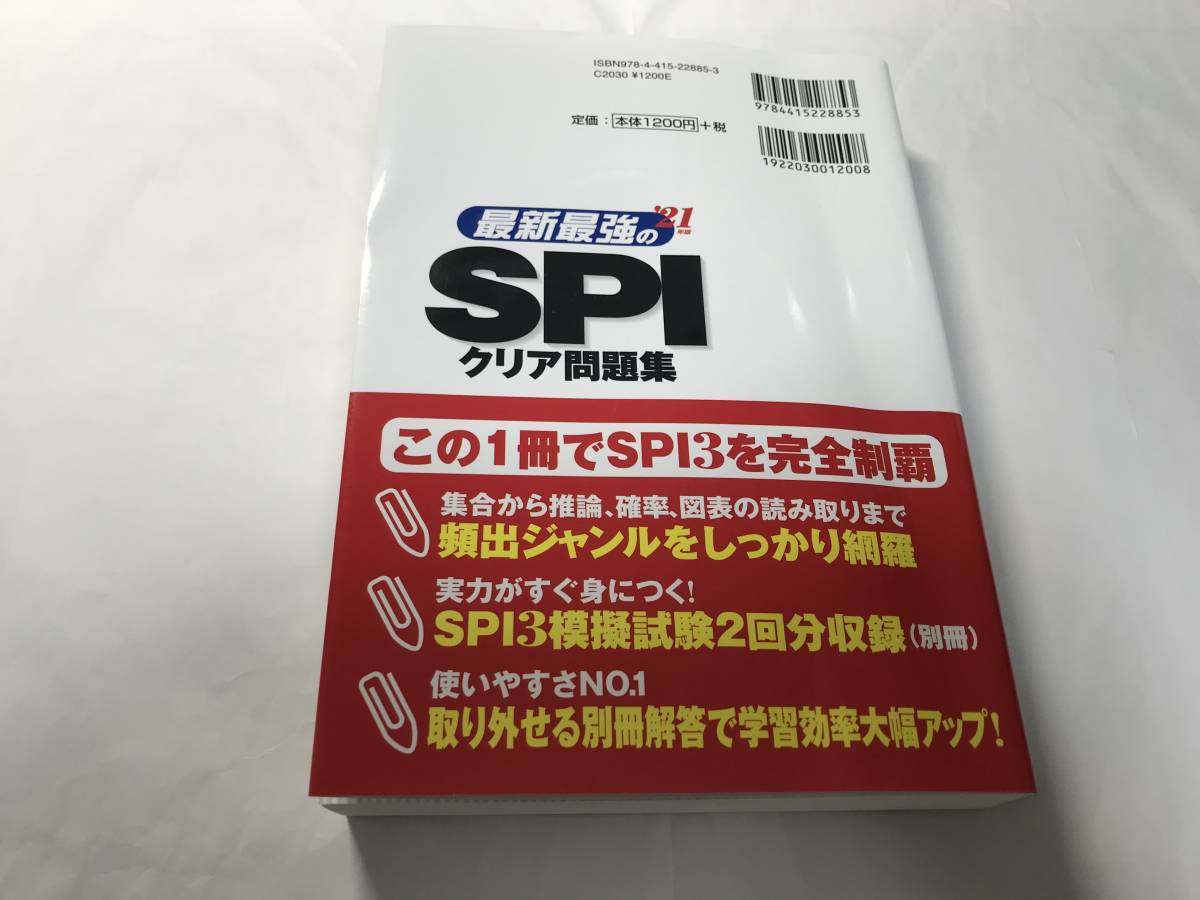 ISBN978-4-415-22885-3
C2030 ¥1200E
9784415228853
定価：本体1200円＋税
1922030012008
最新最強の'21年版
SPI
クリア問題集
この1冊でSPI3を完全制覇
集合から推論、確率、図表の読み取りまで
頻出ジャンルをしっかり網羅
実力がすぐ身につく!
SPI3模擬試験2回分収録（別冊）
使いやすさNO.1
取り外せる別冊解答で学習効率大幅アップ!